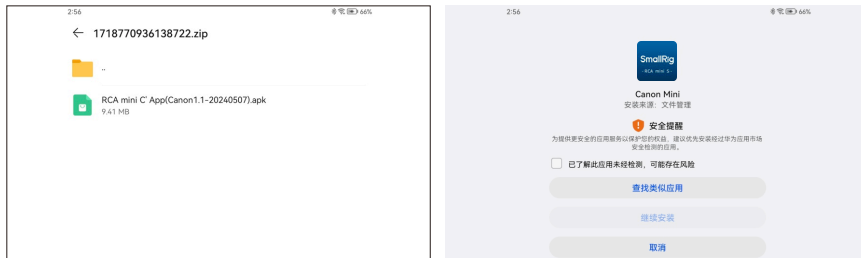 2:56
66%
← 1718770936138722.zip
..
RCA mini C' App(Canon1.1-20240507).apk
9.41 MB
2:56
66%
SmallRig
-RCA mini C-
Canon Mini
安装来源：文件管理
安全提醒
为提供更安全的应用服务以保护您的权益，建议优先安装经过华为应用市场
安全检测的应用。
已了解此应用未经检测，可能存在风险
查找类似应用
继续安装
取消